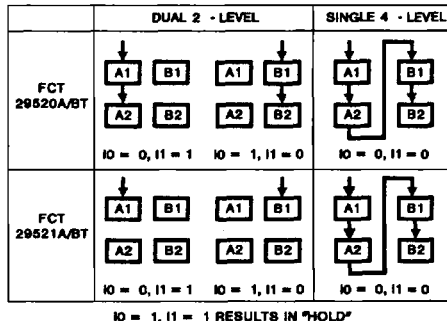 DUAL 2 - LEVEL SINGLE 4 - LEVEL
FCT
29520A/BT
A1 B1 A1 B1 A1 B1
A2 B2 A2 B2 A2 B2
I0 = 0, I1 = 1 I0 = 1, I1 = 0 I0 = 0, I1 = 0
FCT
29521A/BT
A1 B1 A1 B1 A1 B1
A2 B2 A2 B2 A2 B2
I0 = 0, I1 = 1 I0 = 1, I1 = 0 I0 = 0, I1 = 0
I0 = 1, I1 = 1 RESULTS IN "HOLD"